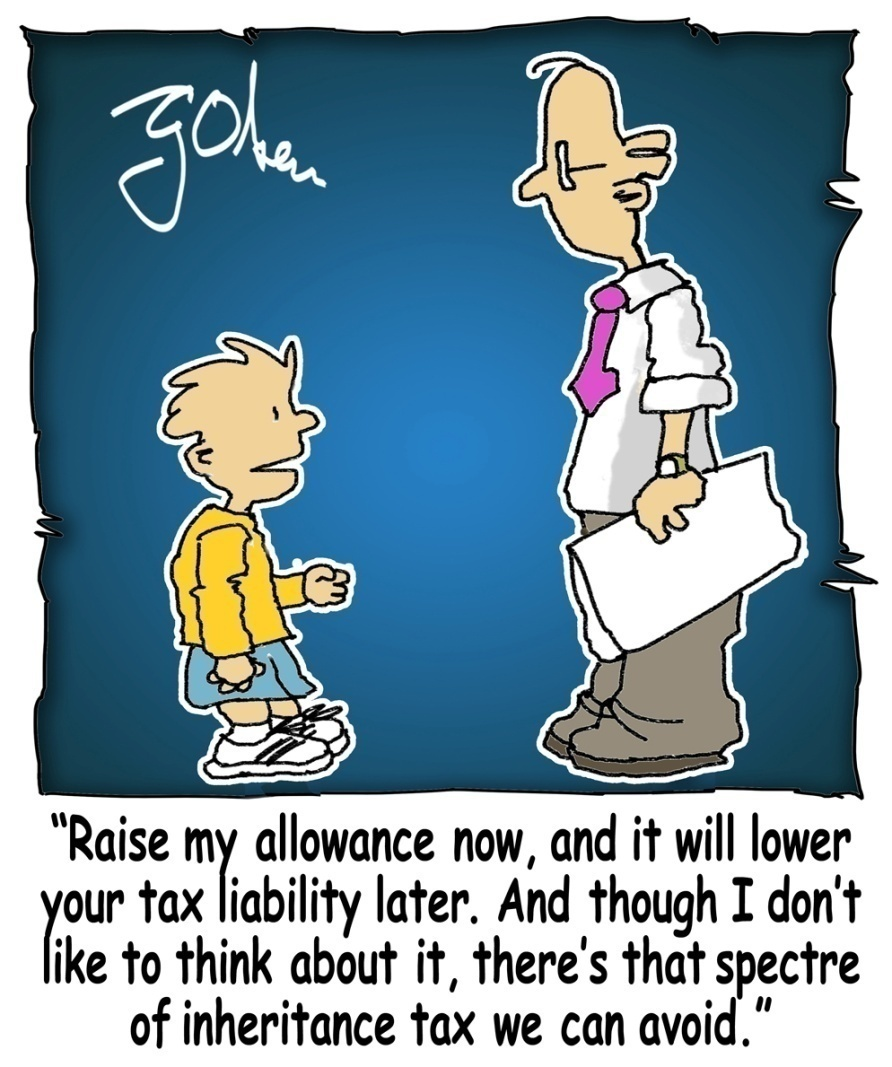 “Raise my allowance now, and it will lower
your tax liability later. And though I don’t
like to think about it, there’s that spectre
of inheritance tax we can avoid.”